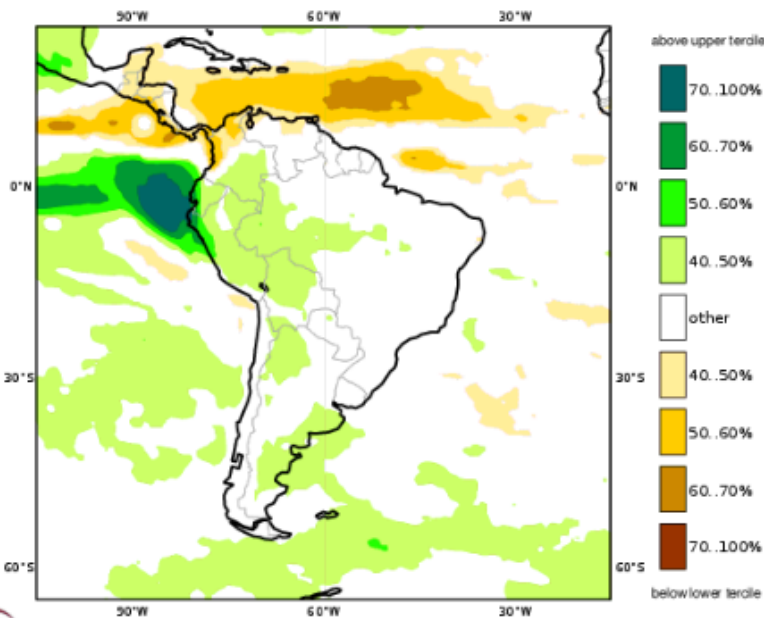 90°W 60°W 30°W
above upper tercile
70..100%
60..70%
0°N 0°N
50..60%
40..50%
other
30°S 30°S
40..50%
50..60%
60..70%
70..100%
60°S 60°S
below lower tercile
90°W 60°W 30°W